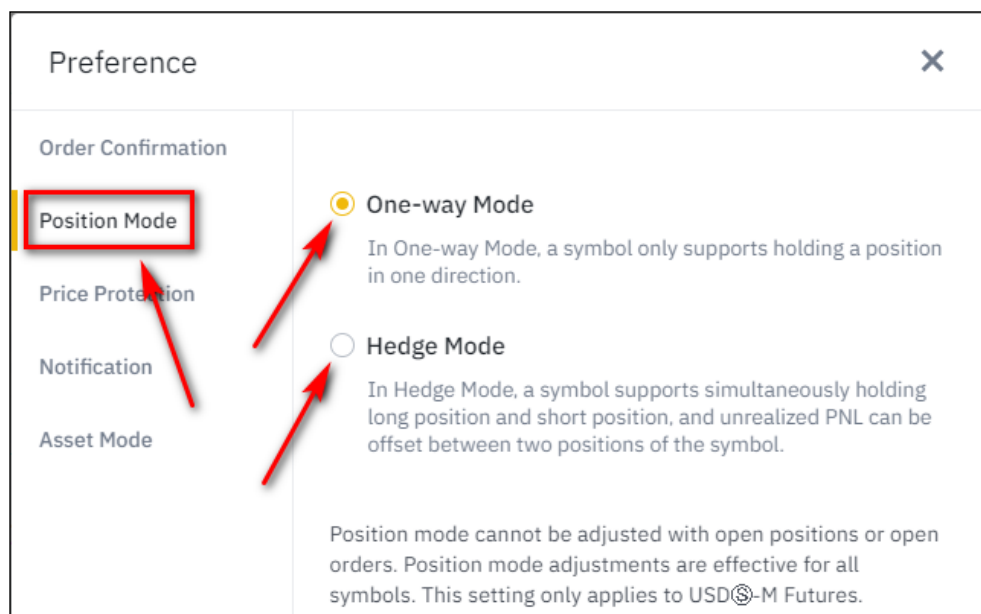 Preference
Order Confirmation
Position Mode
Price Protection
Notification
Asset Mode
One-way Mode
In One-way Mode, a symbol only supports holding a position
in one direction.
Hedge Mode
In Hedge Mode, a symbol supports simultaneously holding
long position and short position, and unrealized PNL can be
offset between two positions of the symbol.
Position mode cannot be adjusted with open positions or open
orders. Position mode adjustments are effective for all
symbols. This setting only applies to USDⓈ-M Futures.